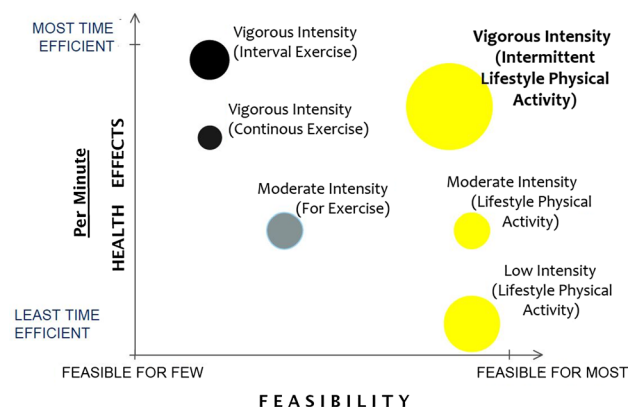 MOST TIME
EFFICIENT
Vigorous Intensity
(Interval Exercise)
Vigorous Intensity
(Intermittent
Lifestyle Physical
Activity)
Vigorous Intensity
(Continous Exercise)
Per Minute
HEALTH EFFECTS
Moderate Intensity
(For Exercise)
Moderate Intensity
(Lifestyle Physical
Activity)
Low Intensity
(Lifestyle Physical
Activity)
LEAST TIME
EFFICIENT
FEASIBLE FOR FEW
FEASIBLE FOR MOST
FEASIBILITY